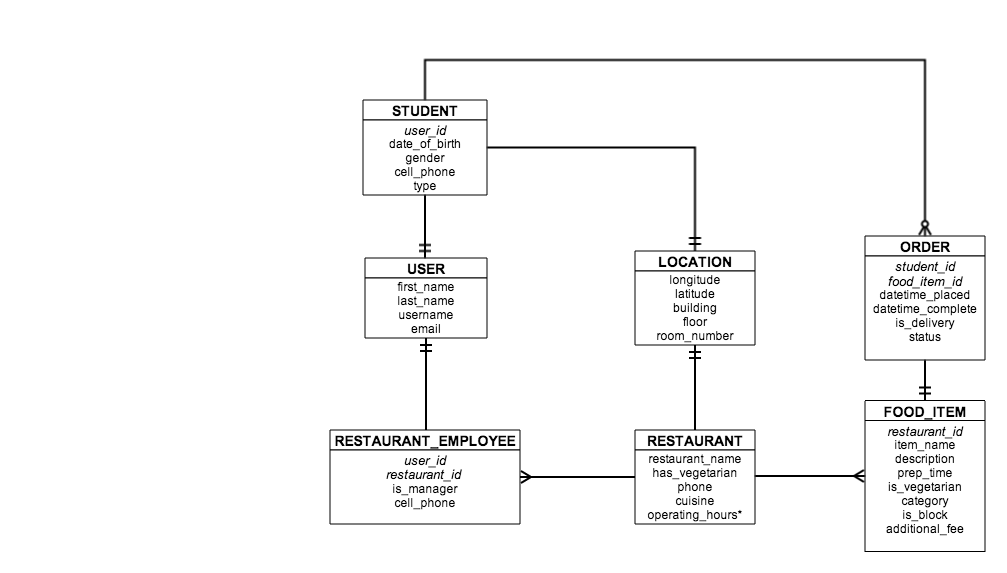 STUDENT
user_id
date_of_birth
gender
cell_phone
type
USER
first_name
last_name
username
email
LOCATION
longitude
latitude
building
floor
room_number
ORDER
student_id
food_item_id
datetime_placed
datetime_complete
is_delivery
status
RESTAURANT_EMPLOYEE
user_id
restaurant_id
is_manager
cell_phone
RESTAURANT
restaurant_name
has_vegetarian
phone
cuisine
operating_hours*
FOOD_ITEM
restaurant_id
item_name
description
prep_time
is_vegetarian
category
is_block
additional_fee